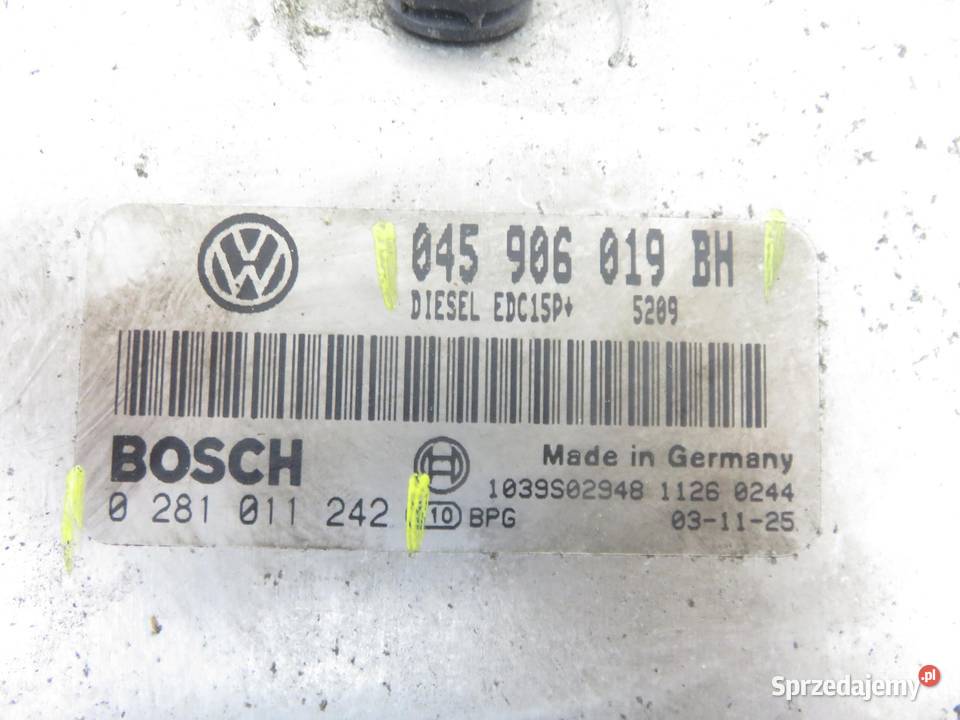 045 906 019 BH
DIESEL EDC15P+ 5209
BOSCH
Made in Germany
1039S02948 1126 0244
0 281 011 242 10 BPG
03-11-25
Sprzedajemy.pl